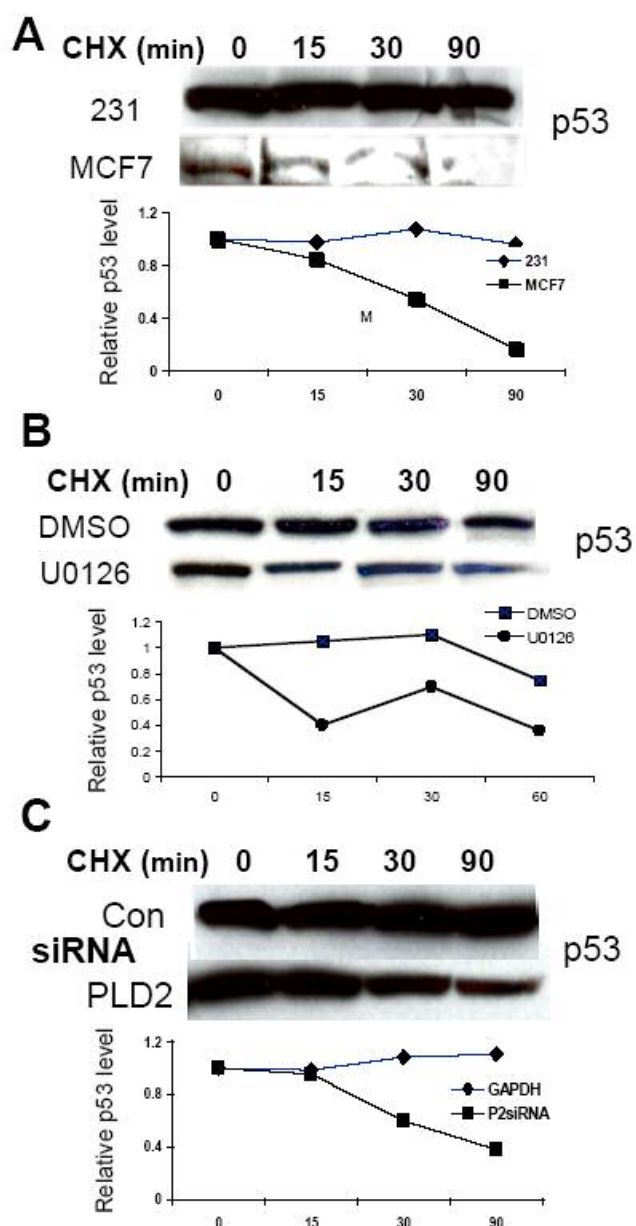 A
CHX (min) 0 15 30 90
231
p53
MCF7
Relative p53 level
1.2
0.8
0.4
0
231
MCF7
M
0 15 30 90
B
CHX (min) 0 15 30 90
DMSO
p53
U0126
Relative p53 level
1.2
1
0.8
0.6
0.4
0.2
0
DMSO
U0126
0 15 30 60
C
CHX (min) 0 15 30 90
Con
siRNA
p53
PLD2
Relative p53 level
1.2
0.8
0.4
0
GAPDH
P2siRNA
0 15 30 90